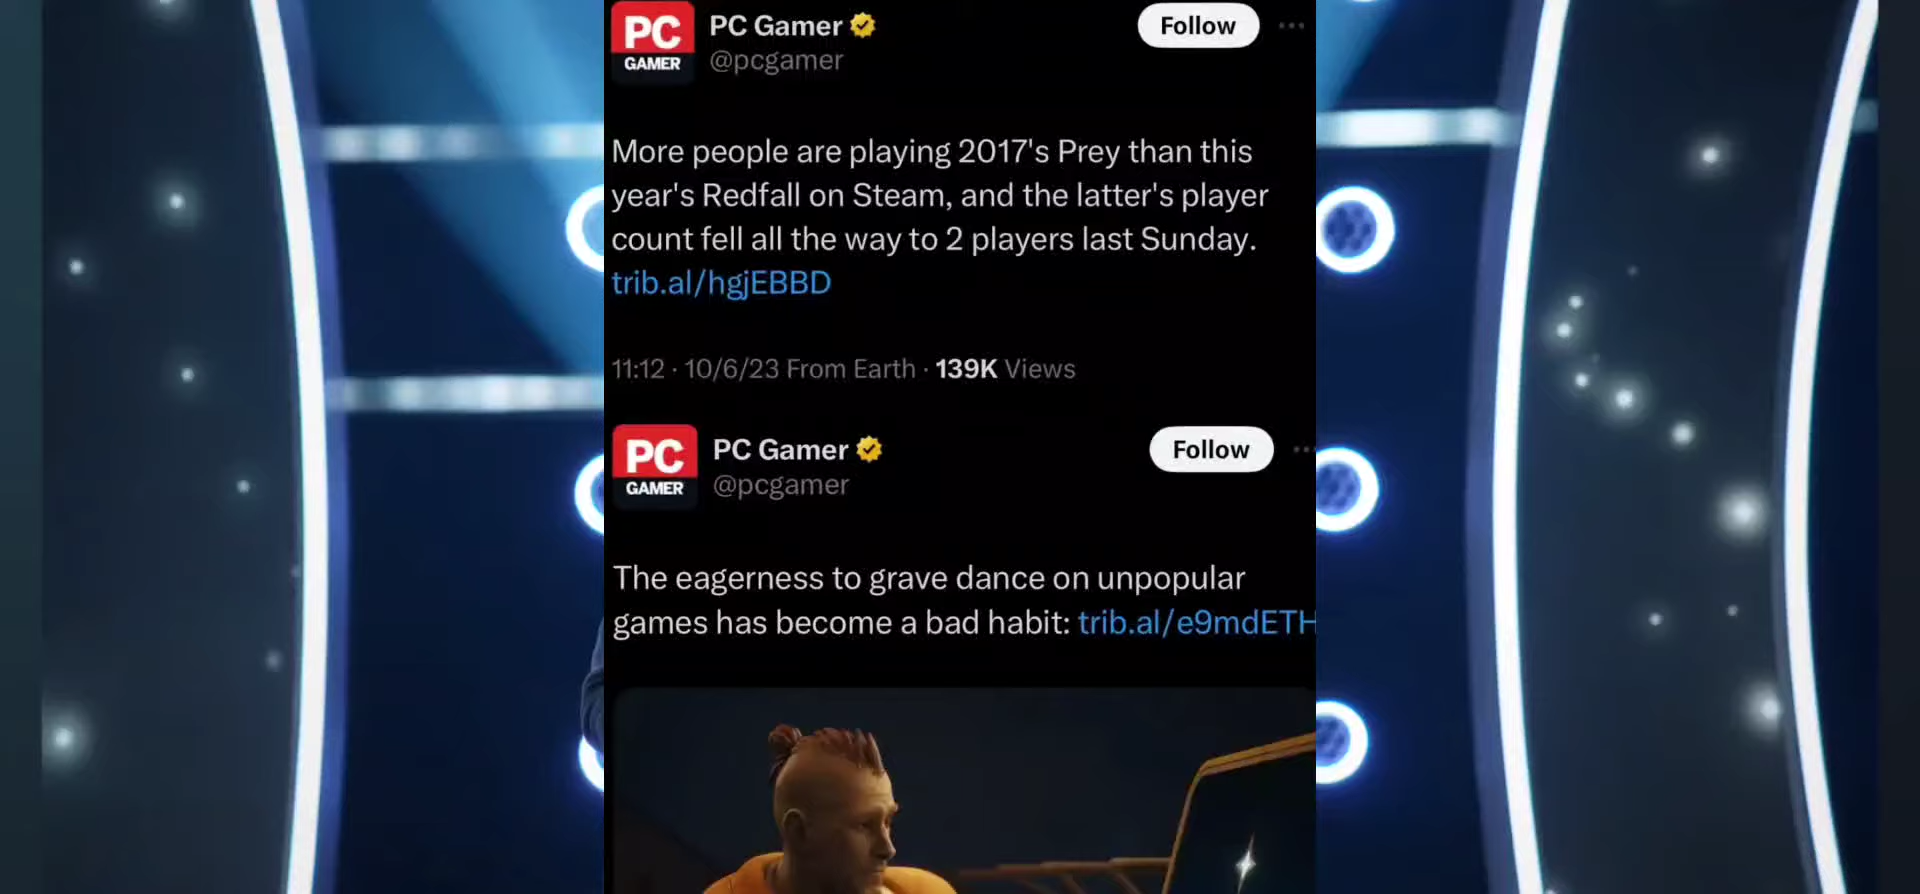 PC Gamer
Follow
PC
GAMER
@pcgamer
More people are playing 2017's Prey than this
year's Redfall on Steam, and the latter's player
count fell all the way to 2 players last Sunday.
trib.al/hgjEBBD
11:12 · 10/6/23 From Earth · 139K Views
PC Gamer
Follow
PC
GAMER
@pcgamer
The eagerness to grave dance on unpopular
games has become a bad habit: trib.al/e9mdETH